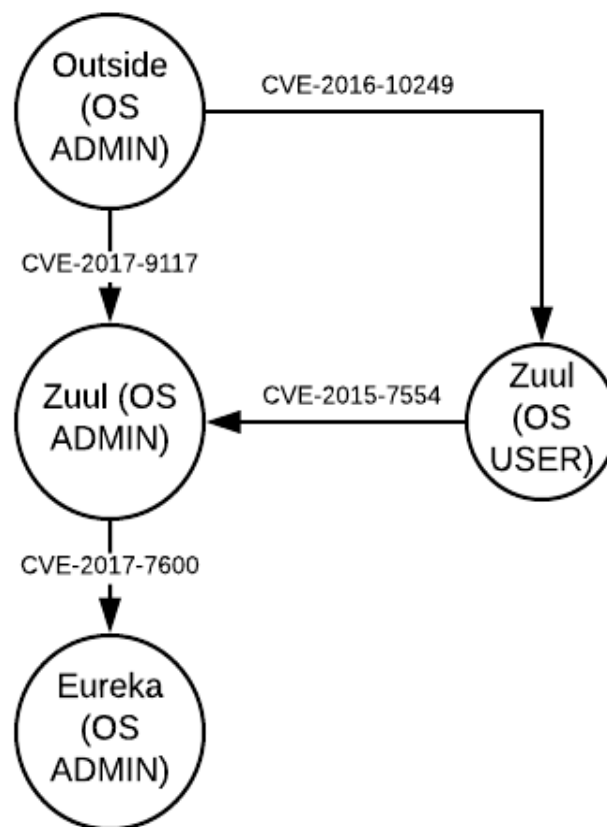 Outside
(OS
ADMIN)
CVE-2016-10249
CVE-2017-9117
Zuul (OS
ADMIN)
CVE-2015-7554
Zuul
(OS
USER)
CVE-2017-7600
Eureka
(OS
ADMIN)